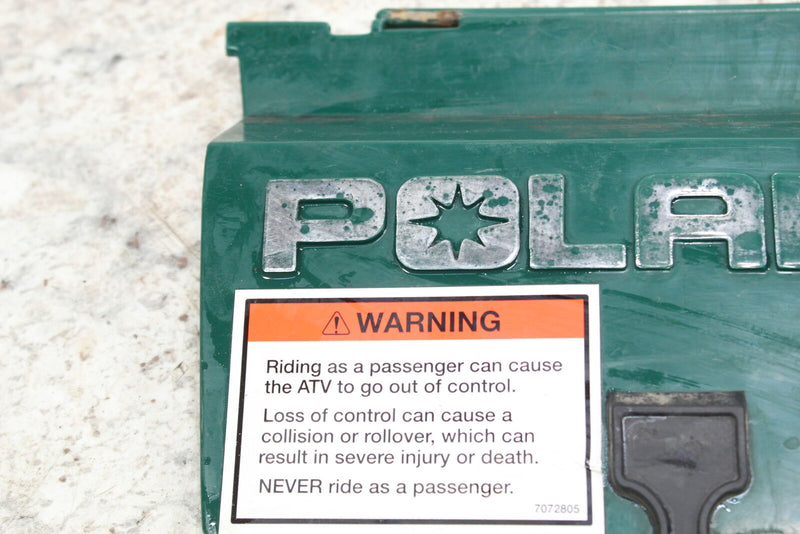 POLA
WARNING
Riding as a passenger can cause
the ATV to go out of control.
Loss of control can cause a
collision or rollover, which can
result in severe injury or death.
NEVER ride as a passenger.
7072805